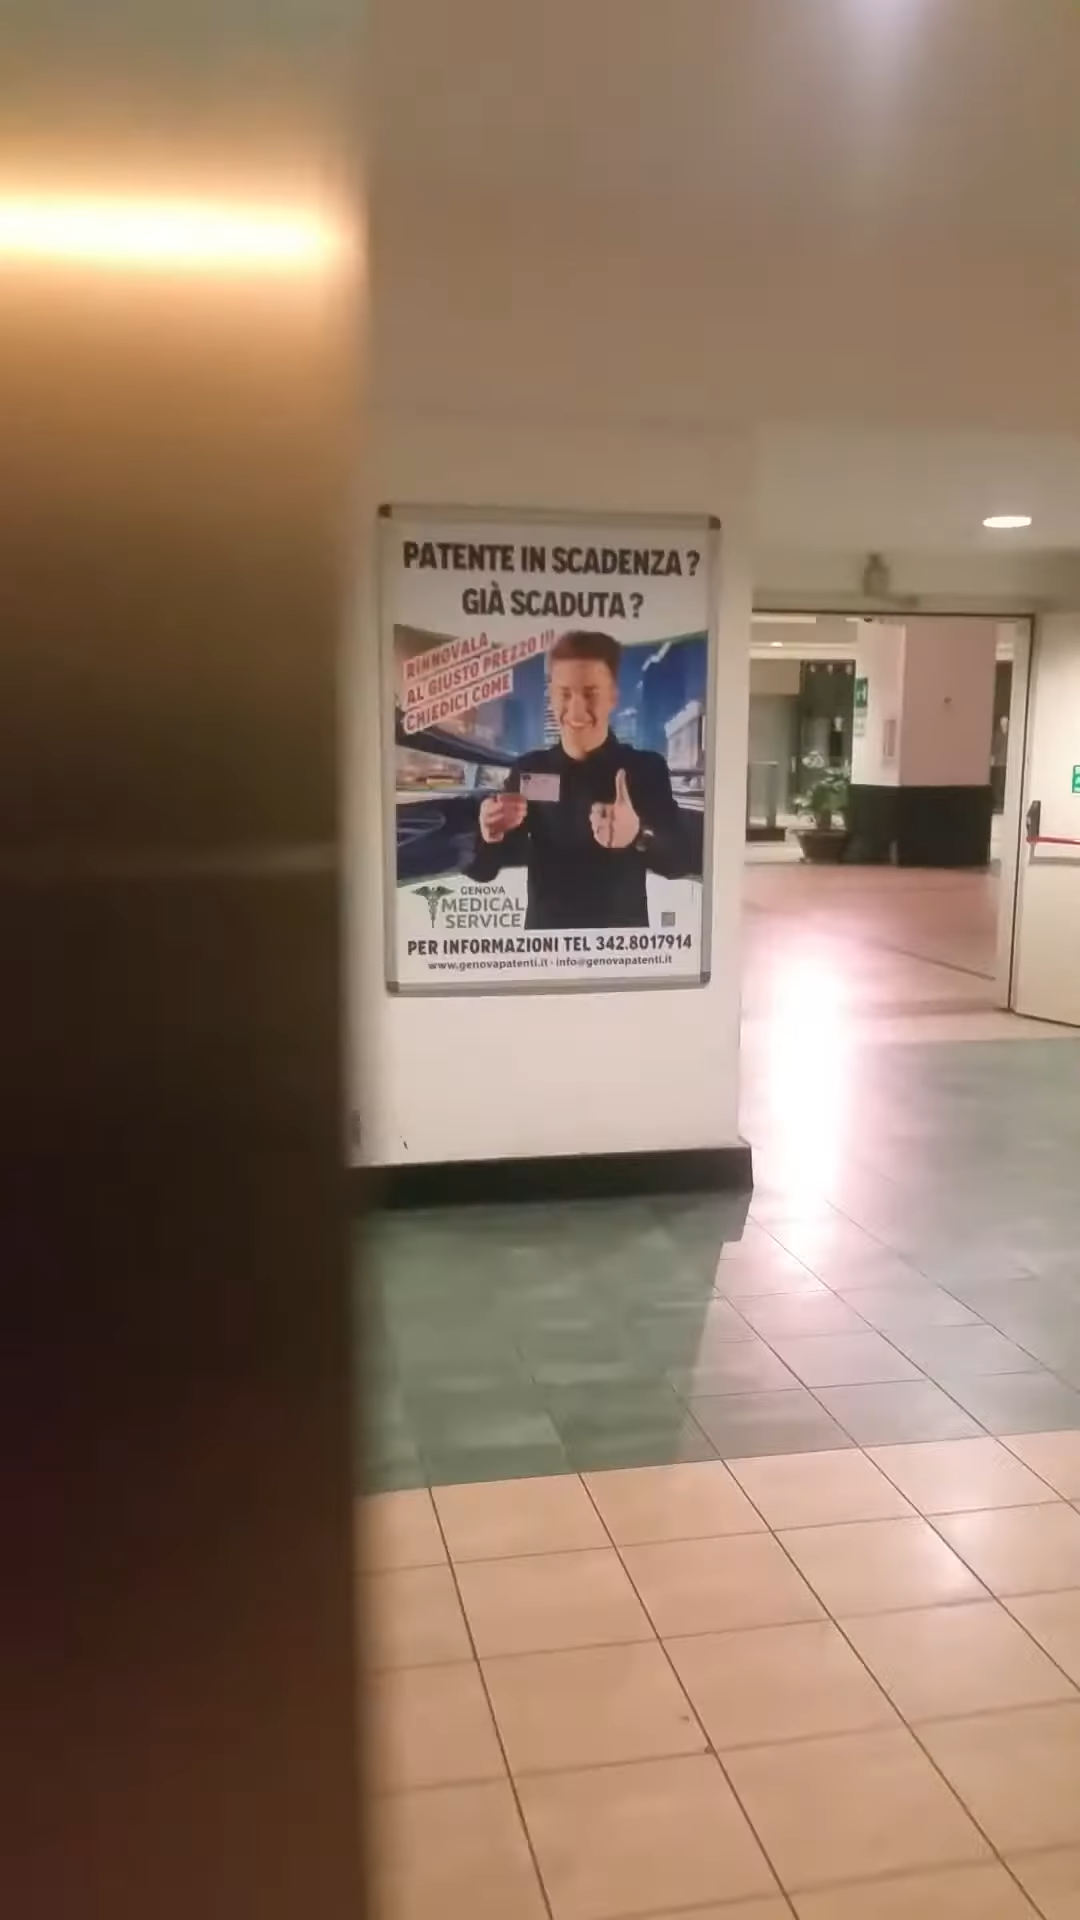 PATENTE IN SCADENZA?
GIÀ SCADUTA?
RINNOVALA
AL GIUSTO PREZZO !!!
CHIEDICI COME
GENOVA
MEDICAL
SERVICE
PER INFORMAZIONI TEL 342.8017914
www.genovapatenti.it - info@genovapatenti.it